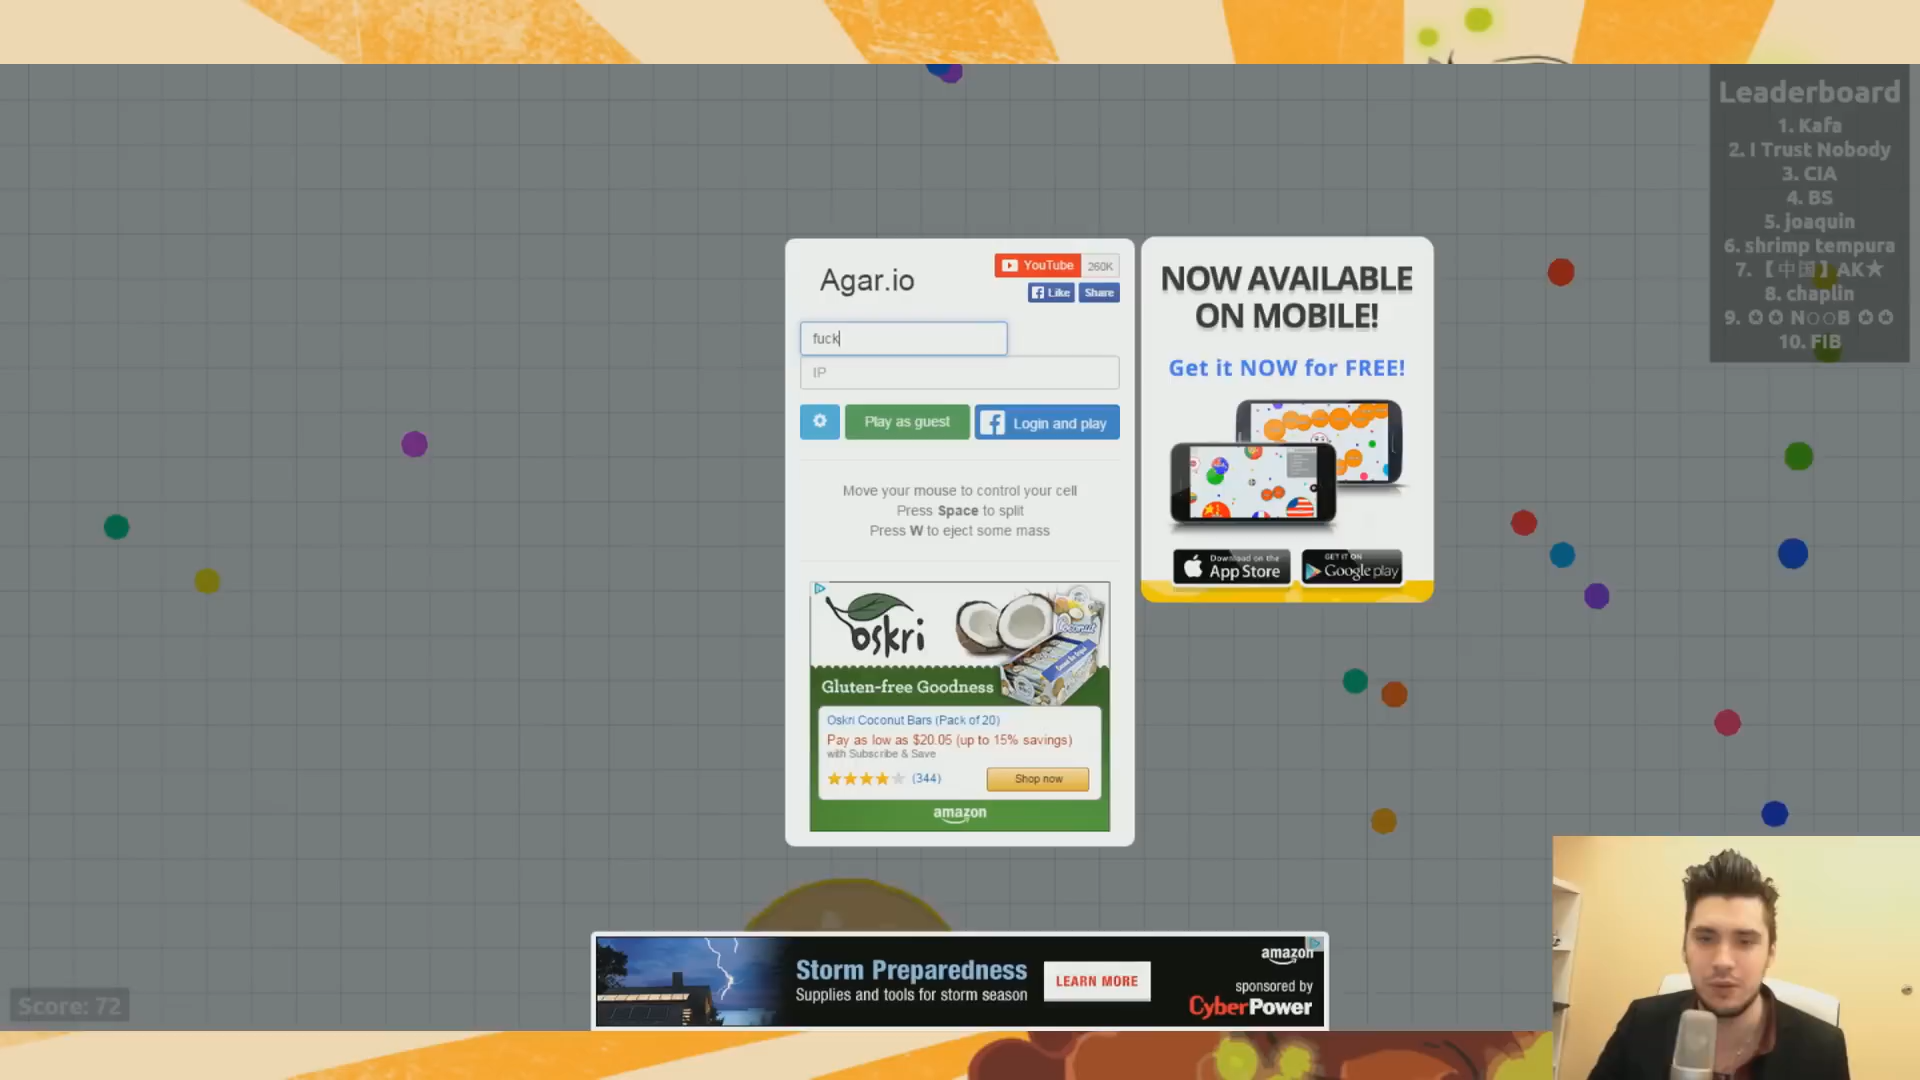 Leaderboard
1. Kafa
2. I Trust Nobody
3. CIA
4. BS
5. joaquin
6. shrimp tempura
7. 【中国】AK★
8. chaplin
9. ✪ ✪ N○○B ✪ ✪
10. FIB
Agar.io
YouTube 260K
Like Share
fuck
IP
Play as guest
Login and play
Move your mouse to control your cell
Press Space to split
Press W to eject some mass
oskri
Coconut
Gluten-free Goodness
Oskri Coconut Bars (Pack of 20)
Pay as low as $20.05 (up to 15% savings)
with Subscribe & Save
(344)
Shop now
amazon
NOW AVAILABLE
ON MOBILE!
Get it NOW for FREE!
Download on the
App Store
GET IT ON
Google play
Storm Preparedness
Supplies and tools for storm season
LEARN MORE
amazon
sponsored by
CyberPower
Score: 72